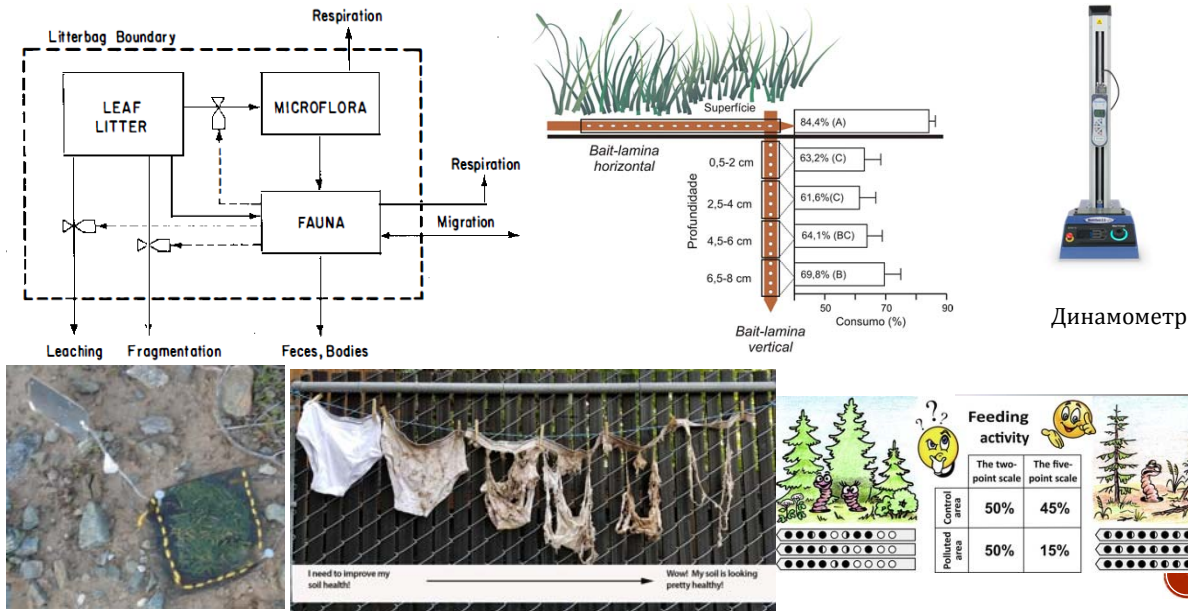 Respiration
Litterbag Boundary
LEAF
LITTER
MICROFLORA
Respiration
FAUNA
Migration
Leaching
Fragmentation
Feces, Bodies
Superfície
Bait-lamina
horizontal
Profundidade
0,5-2 cm
2,5-4 cm
4,5-6 cm
6,5-8 cm
84,4% (A)
63,2% (C)
61,6%(C)
64,1% (BC)
69,8% (B)
50
70
90
Consumo (%)
Bait-lamina
vertical
Динамометр
I need to improve my
soil health!
Wow! My soil is looking
pretty healthy!
? ? ?
Feeding
activity
The two-
point scale
The five-
point scale
Control
area
50%
45%
Polluted
area
50%
15%